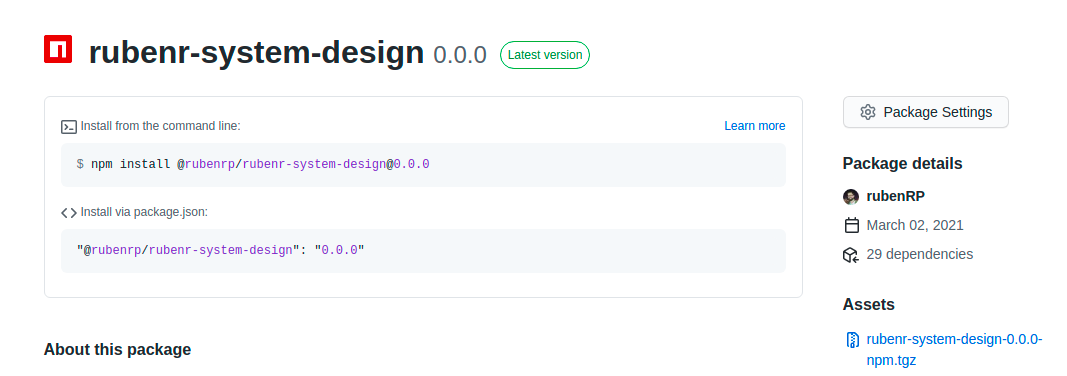 rubenr-system-design 0.0.0 Latest version
Install from the command line:
Learn more
$ npm install @rubenrp/rubenr-system-design@0.0.0
Install via package.json:
"@rubenrp/rubenr-system-design": "0.0.0"
About this package
Package Settings
Package details
rubenRP
March 02, 2021
29 dependencies
Assets
rubenr-system-design-0.0.0-
npm.tgz